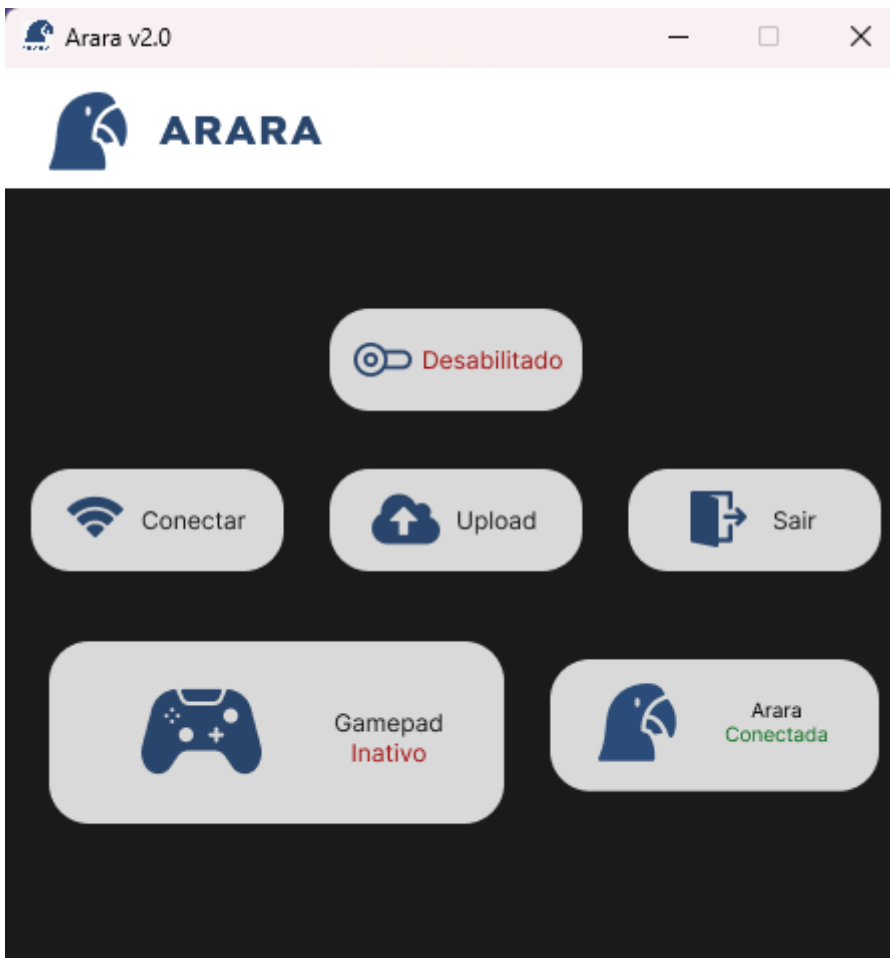 Arara v2.0
ARARA
Desabilitado
Conectar
Upload
Sair
Gamepad
Inativo
Arara
Conectada